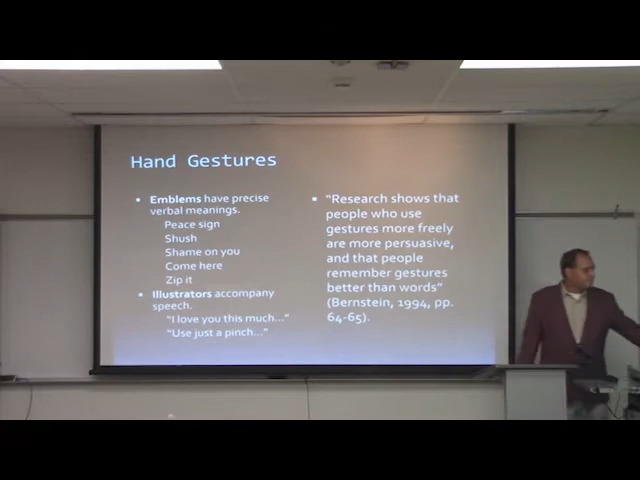 Hand Gestures
▪ Emblems have precise
verbal meanings.
Peace sign
Shush
Shame on you
Come here
Zip it
▪ Illustrators accompany
speech.
"I love you this much..."
"Use just a pinch..."
▪ "Research shows that
people who use
gestures more freely
are more persuasive,
and that people
remember gestures
better than words"
(Bernstein, 1994, pp.
64-65).